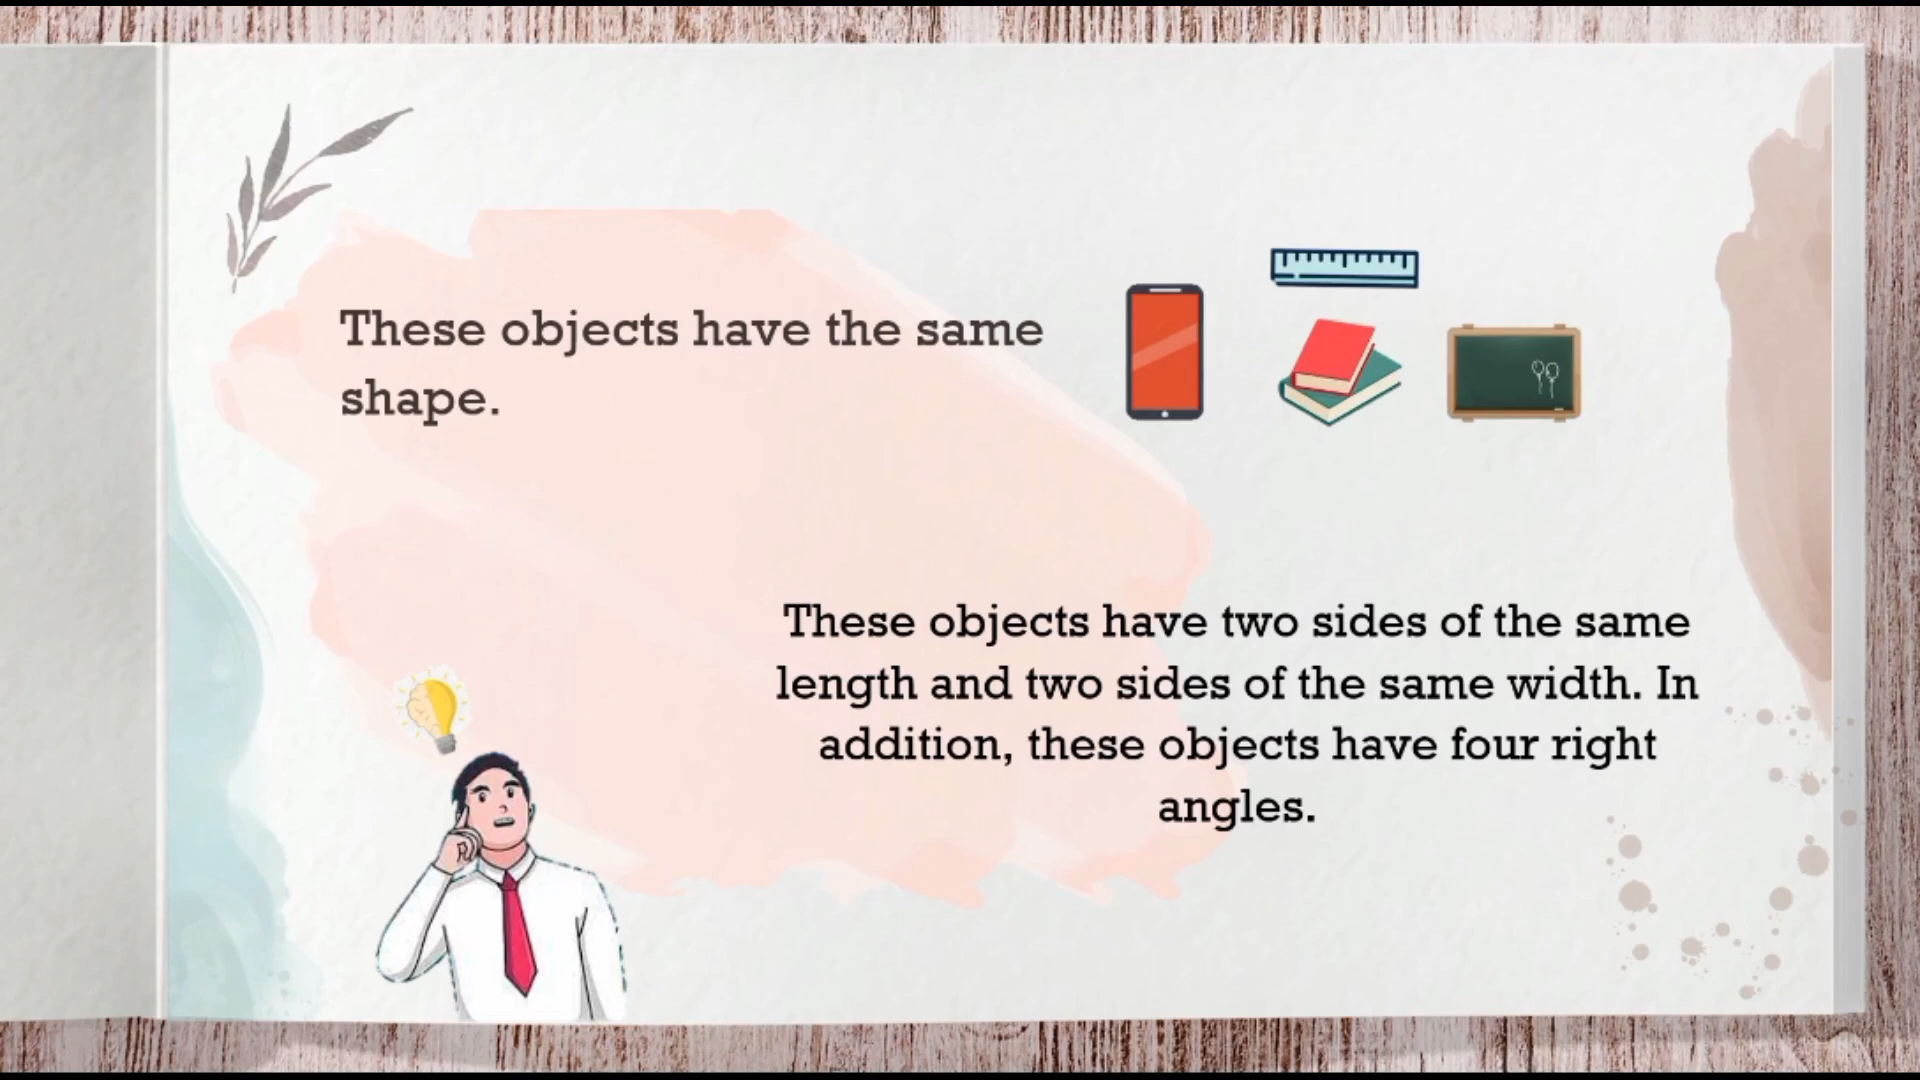 These objects have the same
shape.
These objects have two sides of the same
length and two sides of the same width. In
addition, these objects have four right
angles.